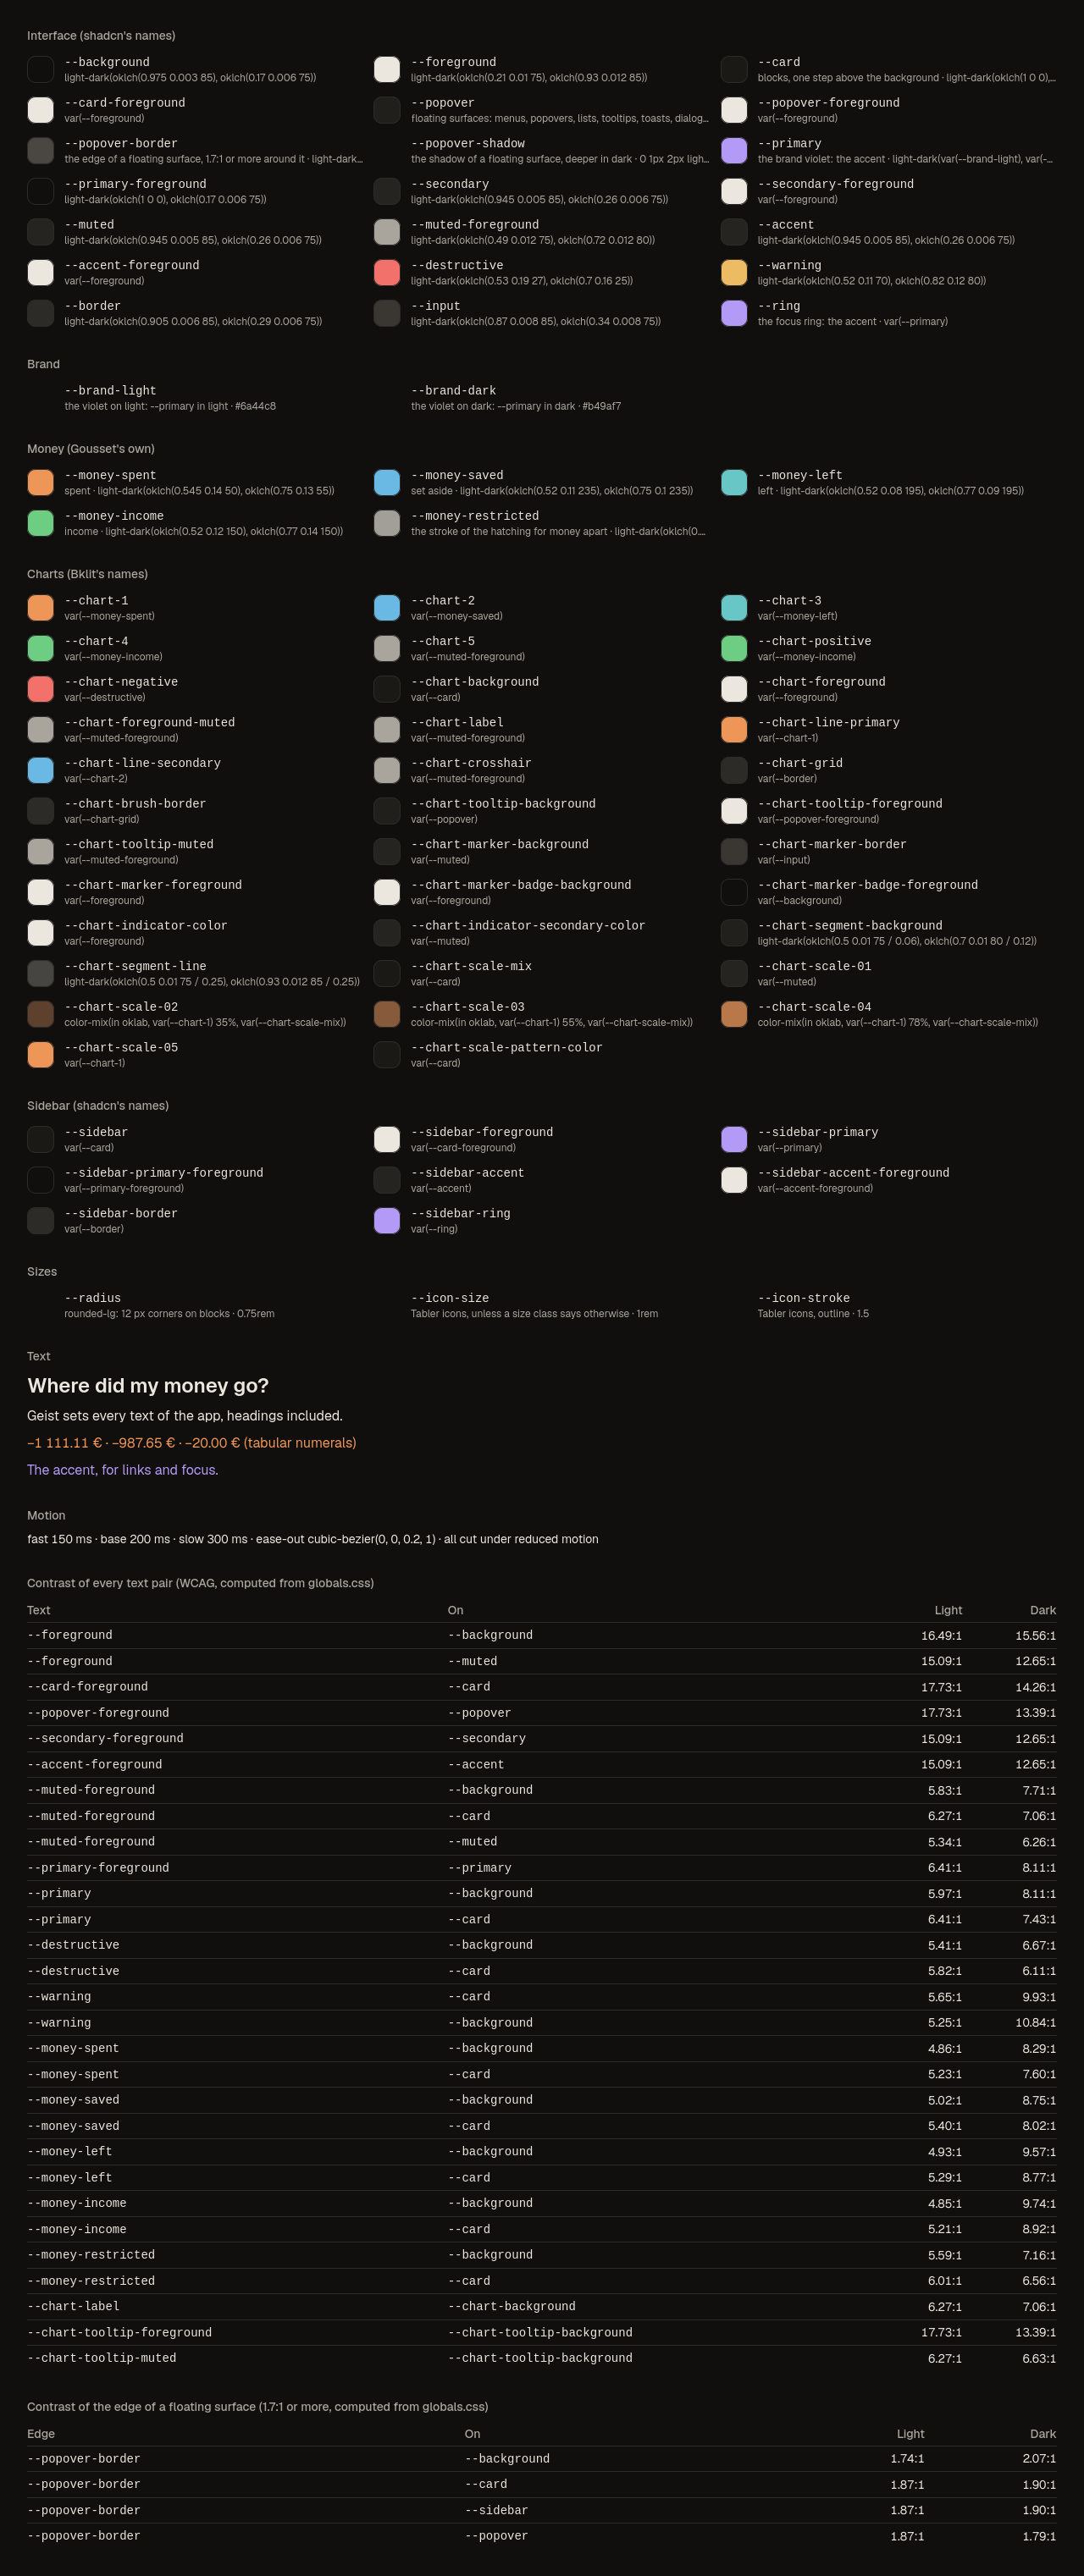 Interface (shadcn's names)
--background
light-dark(oklch(0.975 0.003 85), oklch(0.17 0.006 75))
--foreground
light-dark(oklch(0.21 0.01 75), oklch(0.93 0.012 85))
--card
blocks, one step above the background · light-dark(oklch(1 0 0),…
--card-foreground
var(--foreground)
--popover
floating surfaces: menus, popovers, lists, tooltips, toasts, dialog…
--popover-foreground
var(--foreground)
--popover-border
the edge of a floating surface, 1.7:1 or more around it · light-dark…
--popover-shadow
the shadow of a floating surface, deeper in dark · 0 1px 2px ligh…
--primary
the brand violet: the accent · light-dark(var(--brand-light), var(-…
--primary-foreground
light-dark(oklch(1 0 0), oklch(0.17 0.006 75))
--secondary
light-dark(oklch(0.945 0.005 85), oklch(0.26 0.006 75))
--secondary-foreground
var(--foreground)
--muted
light-dark(oklch(0.945 0.005 85), oklch(0.26 0.006 75))
--muted-foreground
light-dark(oklch(0.49 0.012 75), oklch(0.72 0.012 80))
--accent
light-dark(oklch(0.945 0.005 85), oklch(0.26 0.006 75))
--accent-foreground
var(--foreground)
--destructive
light-dark(oklch(0.53 0.19 27), oklch(0.7 0.16 25))
--warning
light-dark(oklch(0.52 0.11 70), oklch(0.82 0.12 80))
--border
light-dark(oklch(0.905 0.006 85), oklch(0.29 0.006 75))
--input
light-dark(oklch(0.87 0.008 85), oklch(0.34 0.008 75))
--ring
the focus ring: the accent · var(--primary)
Brand
--brand-light
the violet on light: --primary in light · #6a44c8
--brand-dark
the violet on dark: --primary in dark · #b49af7
Money (Gousset's own)
--money-spent
spent · light-dark(oklch(0.545 0.14 50), oklch(0.75 0.13 55))
--money-saved
set aside · light-dark(oklch(0.52 0.11 235), oklch(0.75 0.1 235))
--money-left
left · light-dark(oklch(0.52 0.08 195), oklch(0.77 0.09 195))
--money-income
income · light-dark(oklch(0.52 0.12 150), oklch(0.77 0.14 150))
--money-restricted
the stroke of the hatching for money apart · light-dark(oklch(0.…
Charts (Bklit's names)
--chart-1
var(--money-spent)
--chart-2
var(--money-saved)
--chart-3
var(--money-left)
--chart-4
var(--money-income)
--chart-5
var(--muted-foreground)
--chart-positive
var(--money-income)
--chart-negative
var(--destructive)
--chart-background
var(--card)
--chart-foreground
var(--foreground)
--chart-foreground-muted
var(--muted-foreground)
--chart-label
var(--muted-foreground)
--chart-line-primary
var(--chart-1)
--chart-line-secondary
var(--chart-2)
--chart-crosshair
var(--muted-foreground)
--chart-grid
var(--border)
--chart-brush-border
var(--chart-grid)
--chart-tooltip-background
var(--popover)
--chart-tooltip-foreground
var(--popover-foreground)
--chart-tooltip-muted
var(--muted-foreground)
--chart-marker-background
var(--muted)
--chart-marker-border
var(--input)
--chart-marker-foreground
var(--foreground)
--chart-marker-badge-background
var(--foreground)
--chart-marker-badge-foreground
var(--background)
--chart-indicator-color
var(--foreground)
--chart-indicator-secondary-color
var(--muted)
--chart-segment-background
light-dark(oklch(0.5 0.01 75 / 0.06), oklch(0.7 0.01 80 / 0.12))
--chart-segment-line
light-dark(oklch(0.5 0.01 75 / 0.25), oklch(0.93 0.012 85 / 0.25))
--chart-scale-mix
var(--card)
--chart-scale-01
var(--muted)
--chart-scale-02
color-mix(in oklab, var(--chart-1) 35%, var(--chart-scale-mix))
--chart-scale-03
color-mix(in oklab, var(--chart-1) 55%, var(--chart-scale-mix))
--chart-scale-04
color-mix(in oklab, var(--chart-1) 78%, var(--chart-scale-mix))
--chart-scale-05
var(--chart-1)
--chart-scale-pattern-color
var(--card)
Sidebar (shadcn's names)
--sidebar
var(--card)
--sidebar-foreground
var(--card-foreground)
--sidebar-primary
var(--primary)
--sidebar-primary-foreground
var(--primary-foreground)
--sidebar-accent
var(--accent)
--sidebar-accent-foreground
var(--accent-foreground)
--sidebar-border
var(--border)
--sidebar-ring
var(--ring)
Sizes
--radius
rounded-lg: 12 px corners on blocks · 0.75rem
--icon-size
Tabler icons, unless a size class says otherwise · 1rem
--icon-stroke
Tabler icons, outline · 1.5
Text
Where did my money go?
Geist sets every text of the app, headings included.
−1 111.11 € · −987.65 € · −20.00 € (tabular numerals)
The accent, for links and focus.
Motion
fast 150 ms · base 200 ms · slow 300 ms · ease-out cubic-bezier(0, 0, 0.2, 1) · all cut under reduced motion
Contrast of every text pair (WCAG, computed from globals.css)
Text On Light Dark
--foreground --background 16.49:1 15.56:1
--foreground --muted 15.09:1 12.65:1
--card-foreground --card 17.73:1 14.26:1
--popover-foreground --popover 17.73:1 13.39:1
--secondary-foreground --secondary 15.09:1 12.65:1
--accent-foreground --accent 15.09:1 12.65:1
--muted-foreground --background 5.83:1 7.71:1
--muted-foreground --card 6.27:1 7.06:1
--muted-foreground --muted 5.34:1 6.26:1
--primary-foreground --primary 6.41:1 8.11:1
--primary --background 5.97:1 8.11:1
--primary --card 6.41:1 7.43:1
--destructive --background 5.41:1 6.67:1
--destructive --card 5.82:1 6.11:1
--warning --card 5.65:1 9.93:1
--warning --background 5.25:1 10.84:1
--money-spent --background 4.86:1 8.29:1
--money-spent --card 5.23:1 7.60:1
--money-saved --background 5.02:1 8.75:1
--money-saved --card 5.40:1 8.02:1
--money-left --background 4.93:1 9.57:1
--money-left --card 5.29:1 8.77:1
--money-income --background 4.85:1 9.74:1
--money-income --card 5.21:1 8.92:1
--money-restricted --background 5.59:1 7.16:1
--money-restricted --card 6.01:1 6.56:1
--chart-label --chart-background 6.27:1 7.06:1
--chart-tooltip-foreground --chart-tooltip-background 17.73:1 13.39:1
--chart-tooltip-muted --chart-tooltip-background 6.27:1 6.63:1
Contrast of the edge of a floating surface (1.7:1 or more, computed from globals.css)
Edge On Light Dark
--popover-border --background 1.74:1 2.07:1
--popover-border --card 1.87:1 1.90:1
--popover-border --sidebar 1.87:1 1.90:1
--popover-border --popover 1.87:1 1.79:1